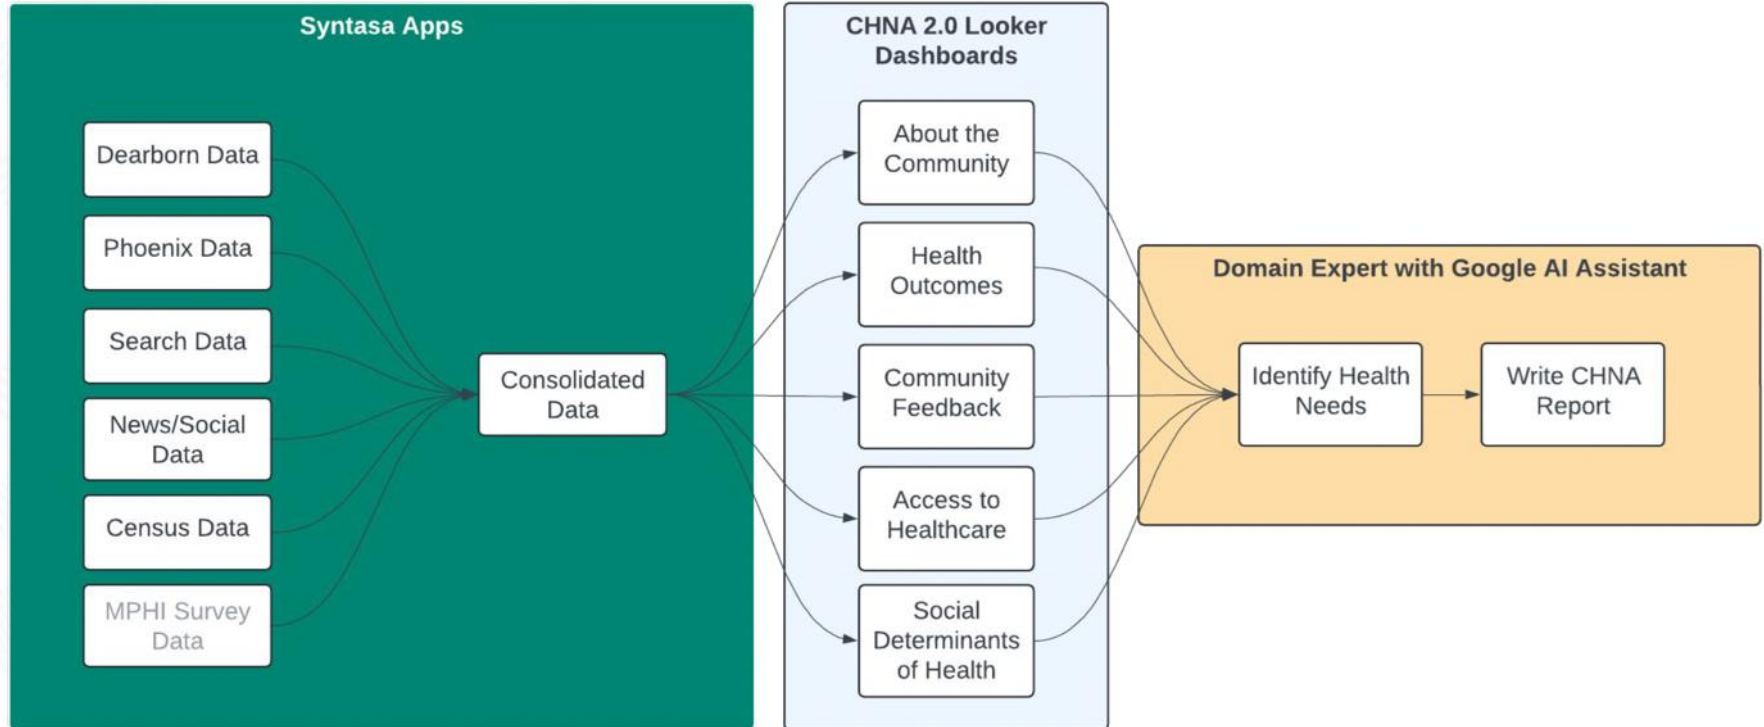 Syntasa Apps
Dearborn Data
Phoenix Data
Search Data
News/Social
Data
Census Data
MPHI Survey
Data
Consolidated
Data
CHNA 2.0 Looker
Dashboards
About the
Community
Health
Outcomes
Community
Feedback
Access to
Healthcare
Social
Determinants
of Health
Domain Expert with Google AI Assistant
Identify Health
Needs
Write CHNA
Report